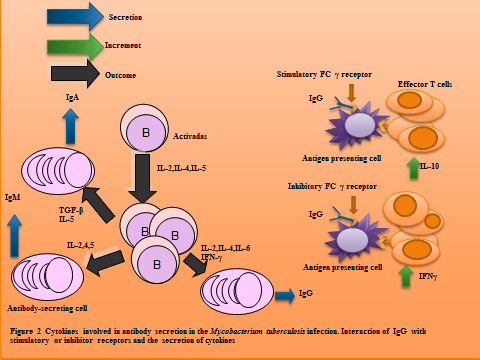 Secretion
Increment
Outcome
IgA
B
Activadas
IL-2,IL-4,IL-5
IgM
TGF-β
IL-5
B
B
B
IL-2,4,5
IL-2,IL-4,IL-6
IFN-γ
Antibody-secreting cell
IgG
Stimulatory FC γ receptor
Effector T cells
IgG
Antigen presenting cell
IL-10
Inhibitory FC γ receptor
IgG
Antigen presenting cell
IFNγ
Figure 2 Cytokines involved in antibody secretion in the Mycobacterium tuberculosis infection. Interaction of IgG with
stimulatory or inhibitor receptors and the secretion of cytokines